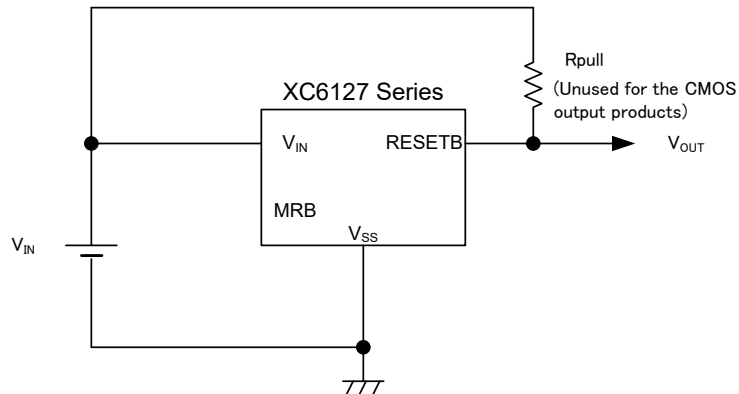 Rpull
(Unused for the CMOS
output products)
XC6127 Series
VIN
RESETB
VOUT
MRB
VSS
VIN